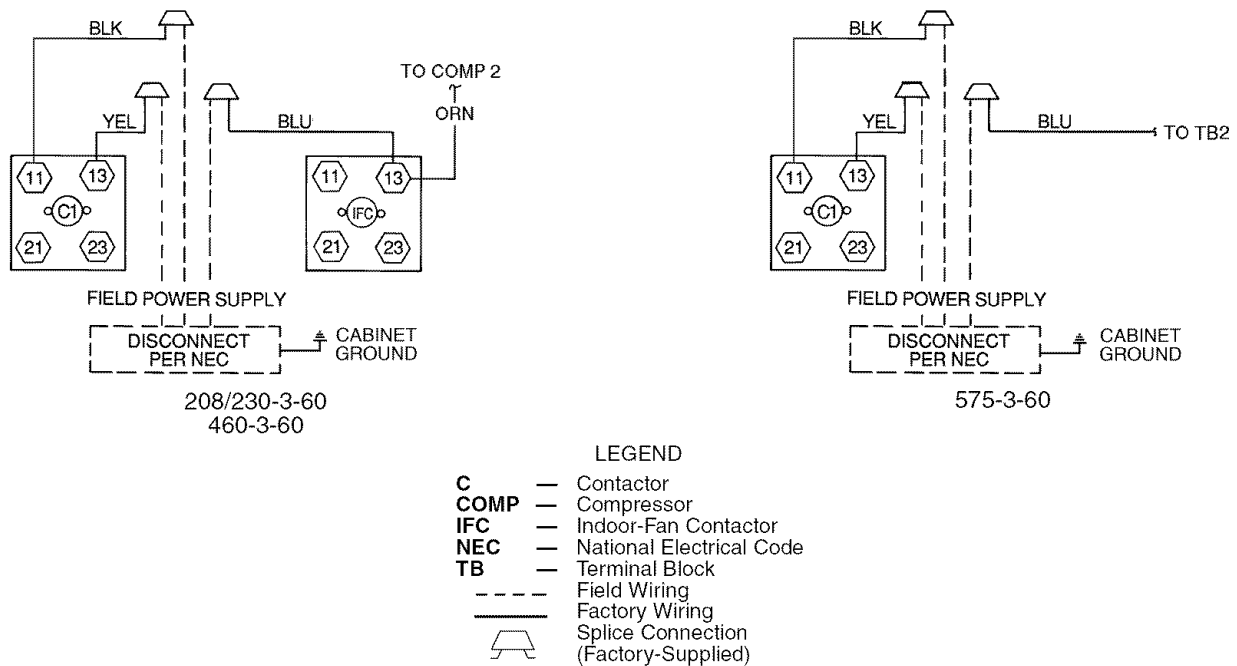 BLK
TO COMP 2
ORN
YEL
BLU
11
13
C1
21
23
11
13
IFC
21
23
FIELD POWER SUPPLY
DISCONNECT
PER NEC
CABINET
GROUND
208/230-3-60
460-3-60
BLK
YEL
BLU
TO TB2
11
13
C1
21
23
FIELD POWER SUPPLY
DISCONNECT
PER NEC
CABINET
GROUND
575-3-60
LEGEND
C — Contactor
COMP — Compressor
IFC — Indoor-Fan Contactor
NEC — National Electrical Code
TB — Terminal Block
Field Wiring
Factory Wiring
Splice Connection
(Factory-Supplied)